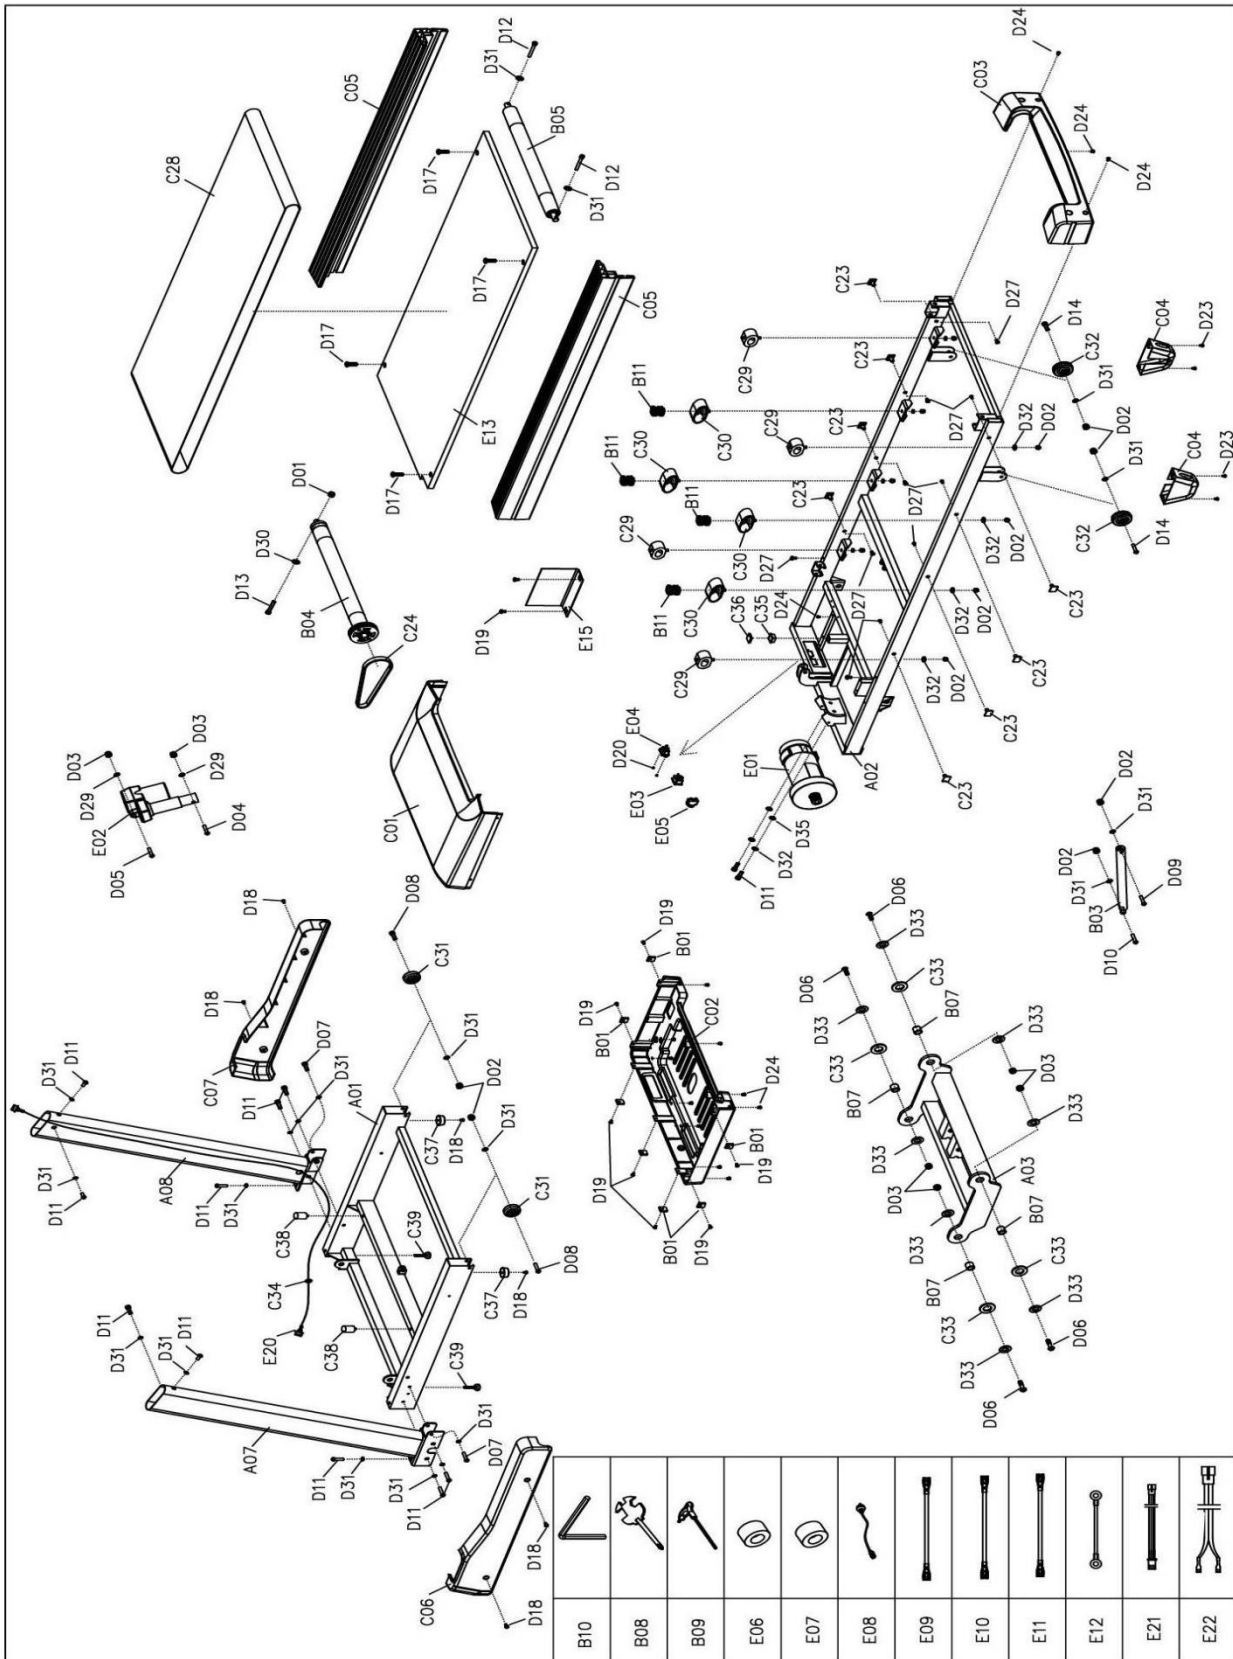 D24
D12
D31
C03
C05
B05
D24
C28
D17
D12
D24
D31
C23
D17
C05
D27
C29
D14
C04
D17
C23
C32
D23
B11
D27
D31
E13
C30
C29
C23
D32
D02
D02
C04
B11
D31
D23
D01
D17
C30
C23
D27
C32
D30
B11
C29
C30
D32
D02
D14
D13
B04
D27
C23
C24
D19
E15
B11
C30
D24
C36
C35
D27
D32
D02
C23
C29
D32
D02
C23
D03
D03
E04
D20
D29
D29
E02
E03
E01
A02
C23
D04
C01
E05
D35
D02
D05
D32
D31
D11
D02
D31
B03
D09
D18
D08
D06
D33
D10
D19
B01
C31
D06
C33
D18
D19
B01
C02
D33
B07
D33
C07
D07
D31
D31
D11
D31
C33
D03
D11
A01
D02
D24
B07
D33
C37
D18
D31
B01
D19
D33
A03
A08
D31
D11
D11
D31
D19
D03
B07
C38
C39
C31
B01
D19
D33
C33
C34
D08
B07
D33
D11
C37
D18
C33
D06
D31
D31
D11
E20
C38
D33
C39
D06
A07
D31
D11
D31
D07
D31
D11
D18
C06
D18
B10
B08
B09
E06
E07
E08
E09
E10
E11
E12
E21
E22